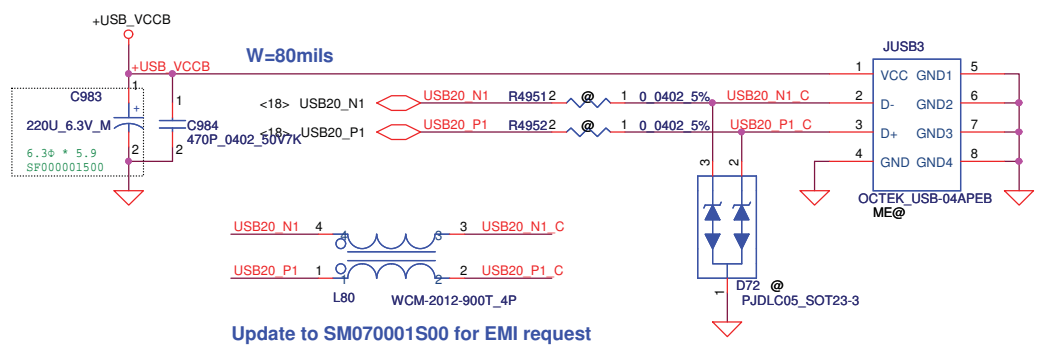 +USB_VCCB
W=80mils
+USB_VCCB
JUSB3
1
VCC GND1
5
C983
1
+
1
<18> USB20_N1
USB20_N1
R4951
2
@
1
0_0402_5%
USB20_N1_C
2
D-
GND2
6
220U_6.3V_M
C984
<18> USB20_P1
USB20_P1
R4952
2
@
1
0_0402_5%
USB20_P1_C
3
D+
GND3
7
470P_0402_50V7K
2
2
6.3Φ * 5.9
SF000001500
3
2
4
GND GND4
8
OCTEK_USB-04APEB
ME@
USB20_N1
4
4
3
3
USB20_N1_C
USB20_P1
1
1
2
2
USB20_P1_C
L80
WCM-2012-900T_4P
1
D72
@
PJDLC05_SOT23-3
Update to SM070001S00 for EMI request